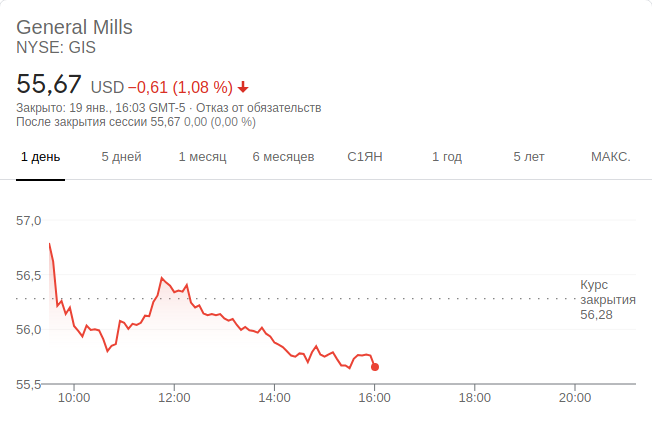 General Mills
NYSE: GIS
55,67 USD −0,61 (1,08 %)
Закрыто: 19 янв., 16:03 GMT-5 · Отказ от обязательств
После закрытия сессии 55,67 0,00 (0,00 %)
1 день 5 дней 1 месяц 6 месяцев С1ЯН 1 год 5 лет МАКС.
57,0
56,5
Курс
закрытия
56,28
56,0
55,5
10:00 12:00 14:00 16:00 18:00 20:00